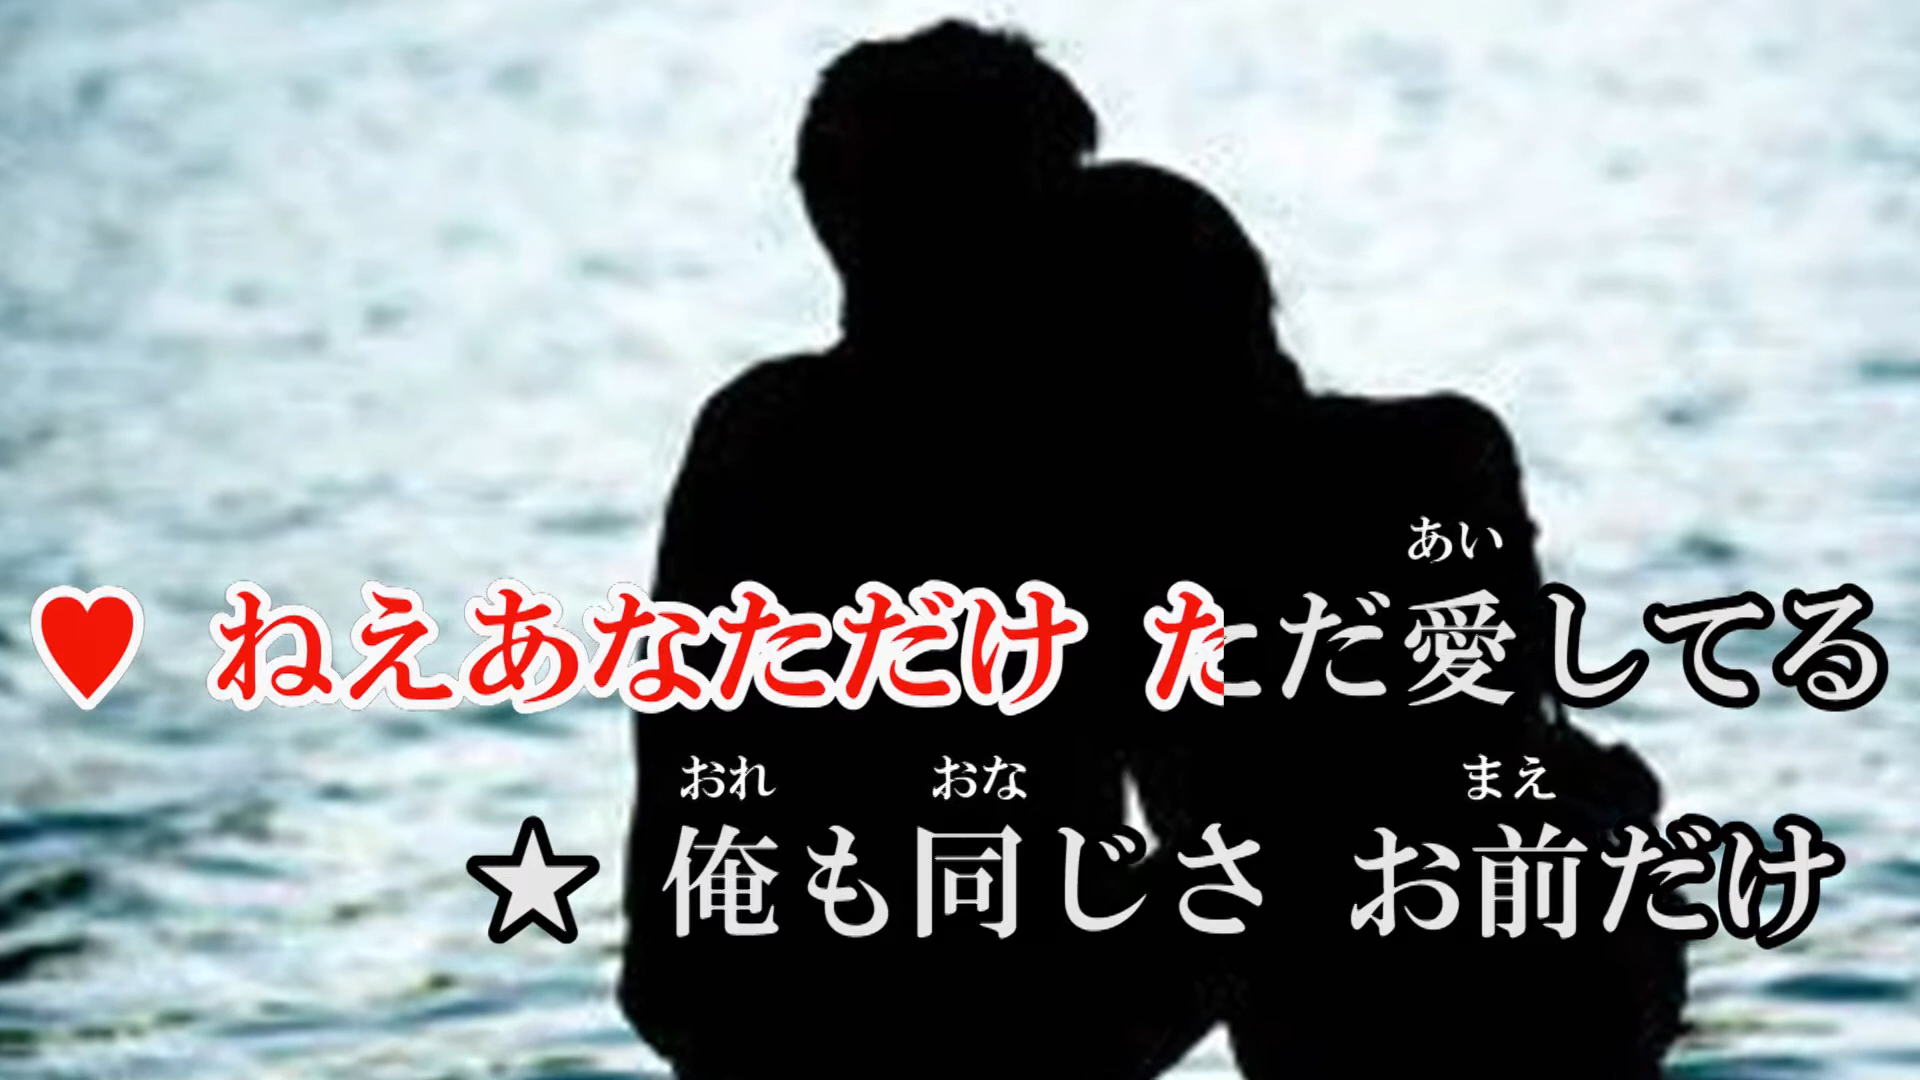 あい
♥ ねえあなただけ ただ愛してる
おれ おな まえ
★ 俺も同じさ お前だけ